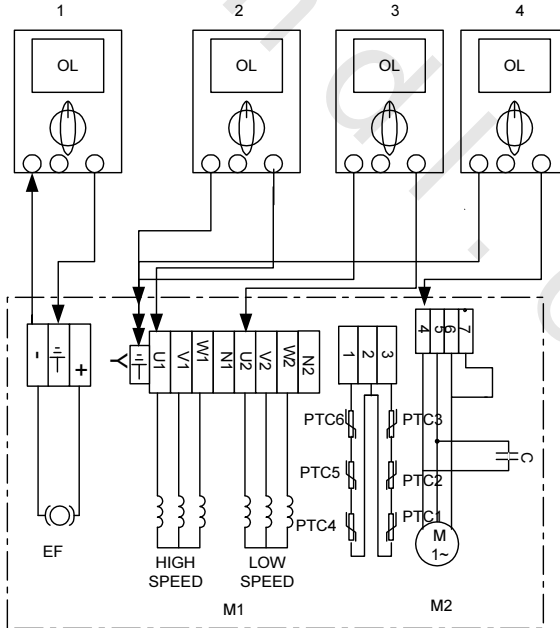 1 2 3 4
OL OL OL OL
- +
U1 V1 W1 N1 U2 V2 W2 N2
1 2 3
4 5 6 7
PTC6 PTC3
PTC5 PTC2
PTC4 PTC1
C
M
1~
EF
HIGH SPEED
LOW SPEED
M1
M2